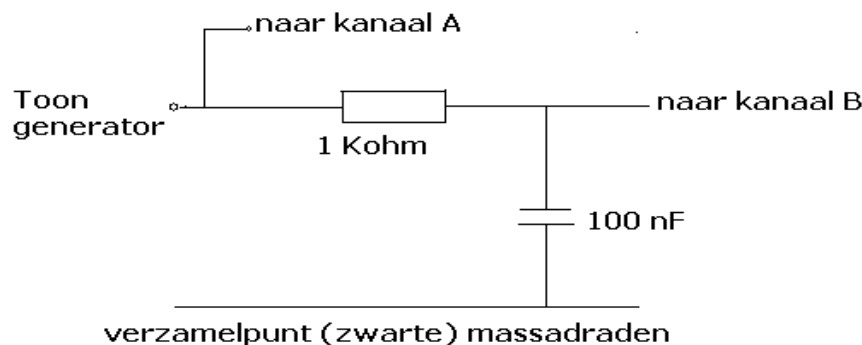 naar kanaal A
Toon
generator
naar kanaal B
1 Kohm
100 nF
verzamelpunt (zwarte) massadraden